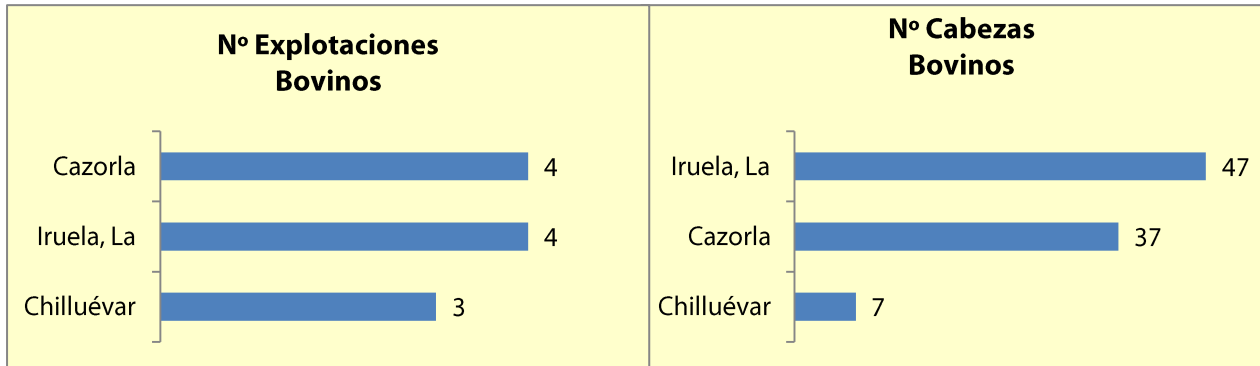 Nº Explotaciones
Bovinos
Cazorla 4
Iruela, La 4
Chilluévar 3
Nº Cabezas
Bovinos
Iruela, La 47
Cazorla 37
Chilluévar 7